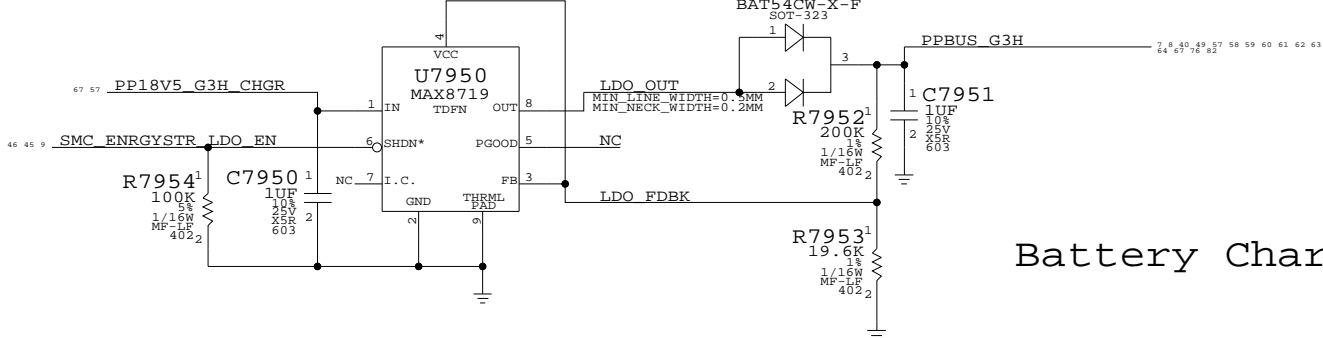 BAT54CW-X-F
SOT-323
1
3
2
PPBUS_G3H
7 8 40 49 57 58 59 60 61 62 63
64 67 76 82
4
VCC
U7950
MAX8719
TDFN
67 57 PP18V5_G3H_CHGR
1 IN
OUT 8
LDO_OUT
MIN_LINE_WIDTH=0.5MM
MIN_NECK_WIDTH=0.2MM
46 45 9 SMC_ENRGYSTR_LDO_EN
6 SHDN*
PGOOD 5
NC
NC 7 I.C.
FB 3
LDO_FDBK
GND
THRML
PAD
2
9
R7954 1
100K
5%
1/16W
MF-LF
402 2
C7950 1
1UF
10%
25V
X5R
603
2
R7952 1
200K
1%
1/16W
MF-LF
402 2
1 C7951
1UF
10%
25V
X5R
603
2
R7953 1
19.6K
1%
1/16W
MF-LF
402 2
Battery Char